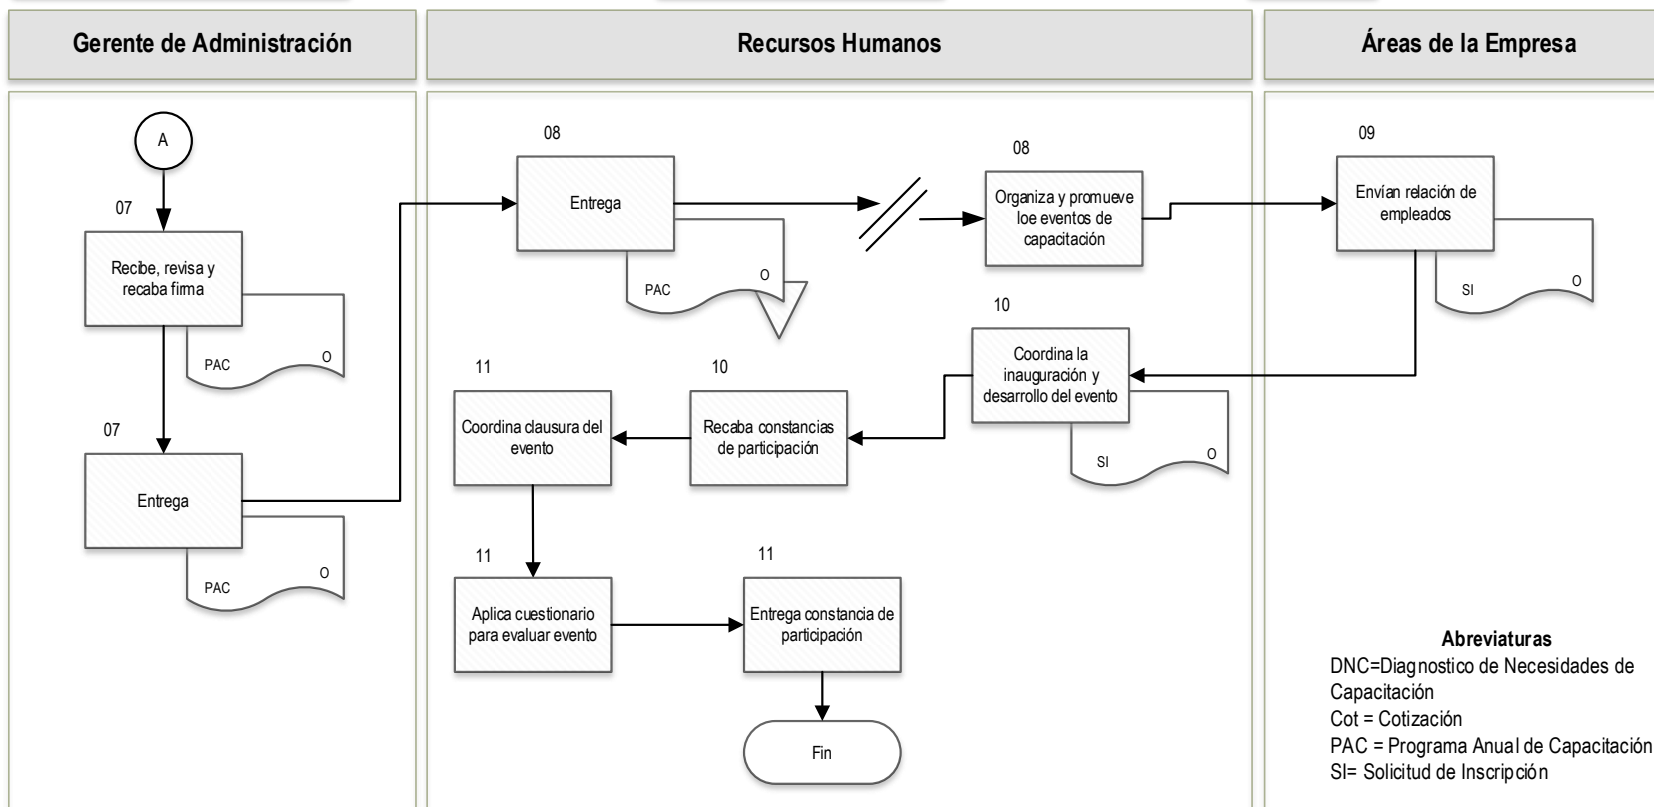 Gerente de Administración
Recursos Humanos
Áreas de la Empresa
A
07
Recibe, revisa y
recaba firma
PAC
O
07
Entrega
PAC
O
08
Entrega
PAC
O
08
Organiza y promueve
loe eventos de
capacitación
09
Envían relación de
empleados
SI
O
10
Coordina la
inauguración y
desarrollo del evento
SI
O
10
Recaba constancias
de participación
11
Coordina clausura del
evento
11
Aplica cuestionario
para evaluar evento
11
Entrega constancia de
participación
Fin
Abreviaturas
DNC=Diagnostico de Necesidades de
Capacitación
Cot = Cotización
PAC = Programa Anual de Capacitación
SI= Solicitud de Inscripción